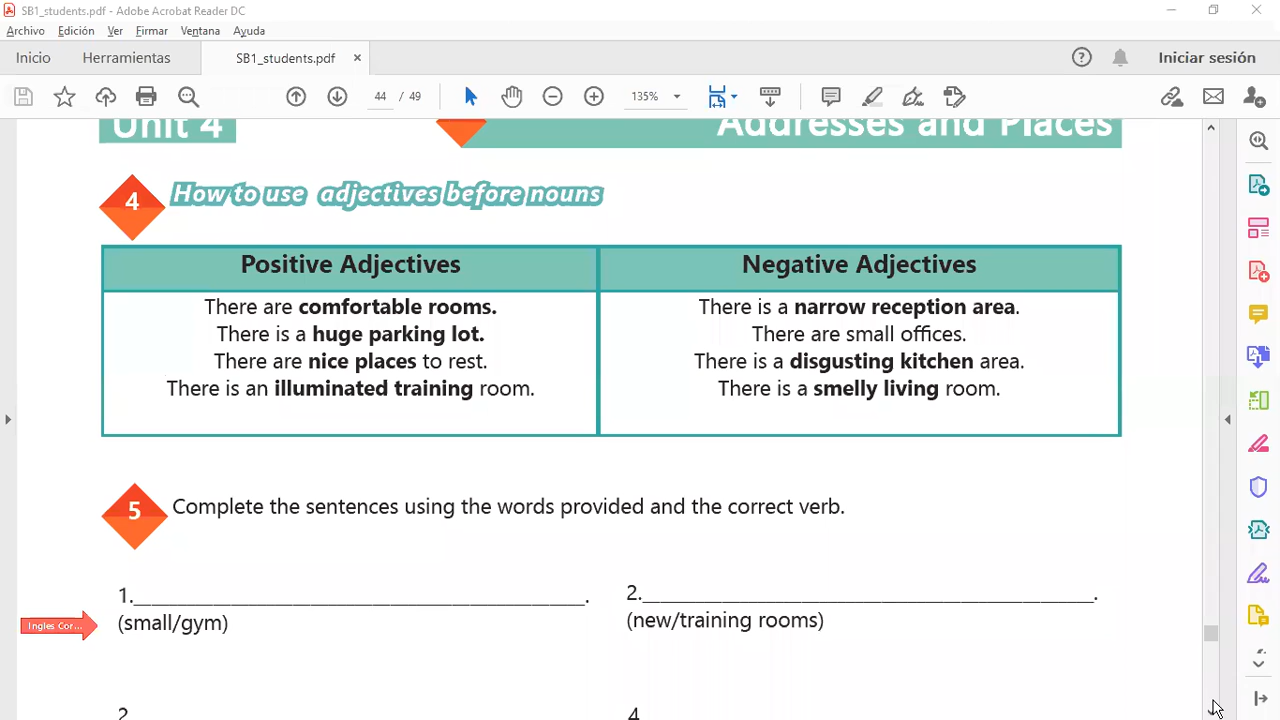 SB1_students.pdf - Adobe Acrobat Reader DC
Archivo Edición Ver Firmar Ventana Ayuda
Inicio Herramientas SB1_students.pdf × Iniciar sesión
44 / 49 135%
Unit 4 Addresses and Places
4 How to use adjectives before nouns
Positive Adjectives Negative Adjectives
There are comfortable rooms. There is a narrow reception area.
There is a huge parking lot. There are small offices.
There are nice places to rest. There is a disgusting kitchen area.
There is an illuminated training room. There is a smelly living room.
5 Complete the sentences using the words provided and the correct verb.
1.__________________________________________. 2.__________________________________________.
Ingles Cor... (small/gym) (new/training rooms)
2 4